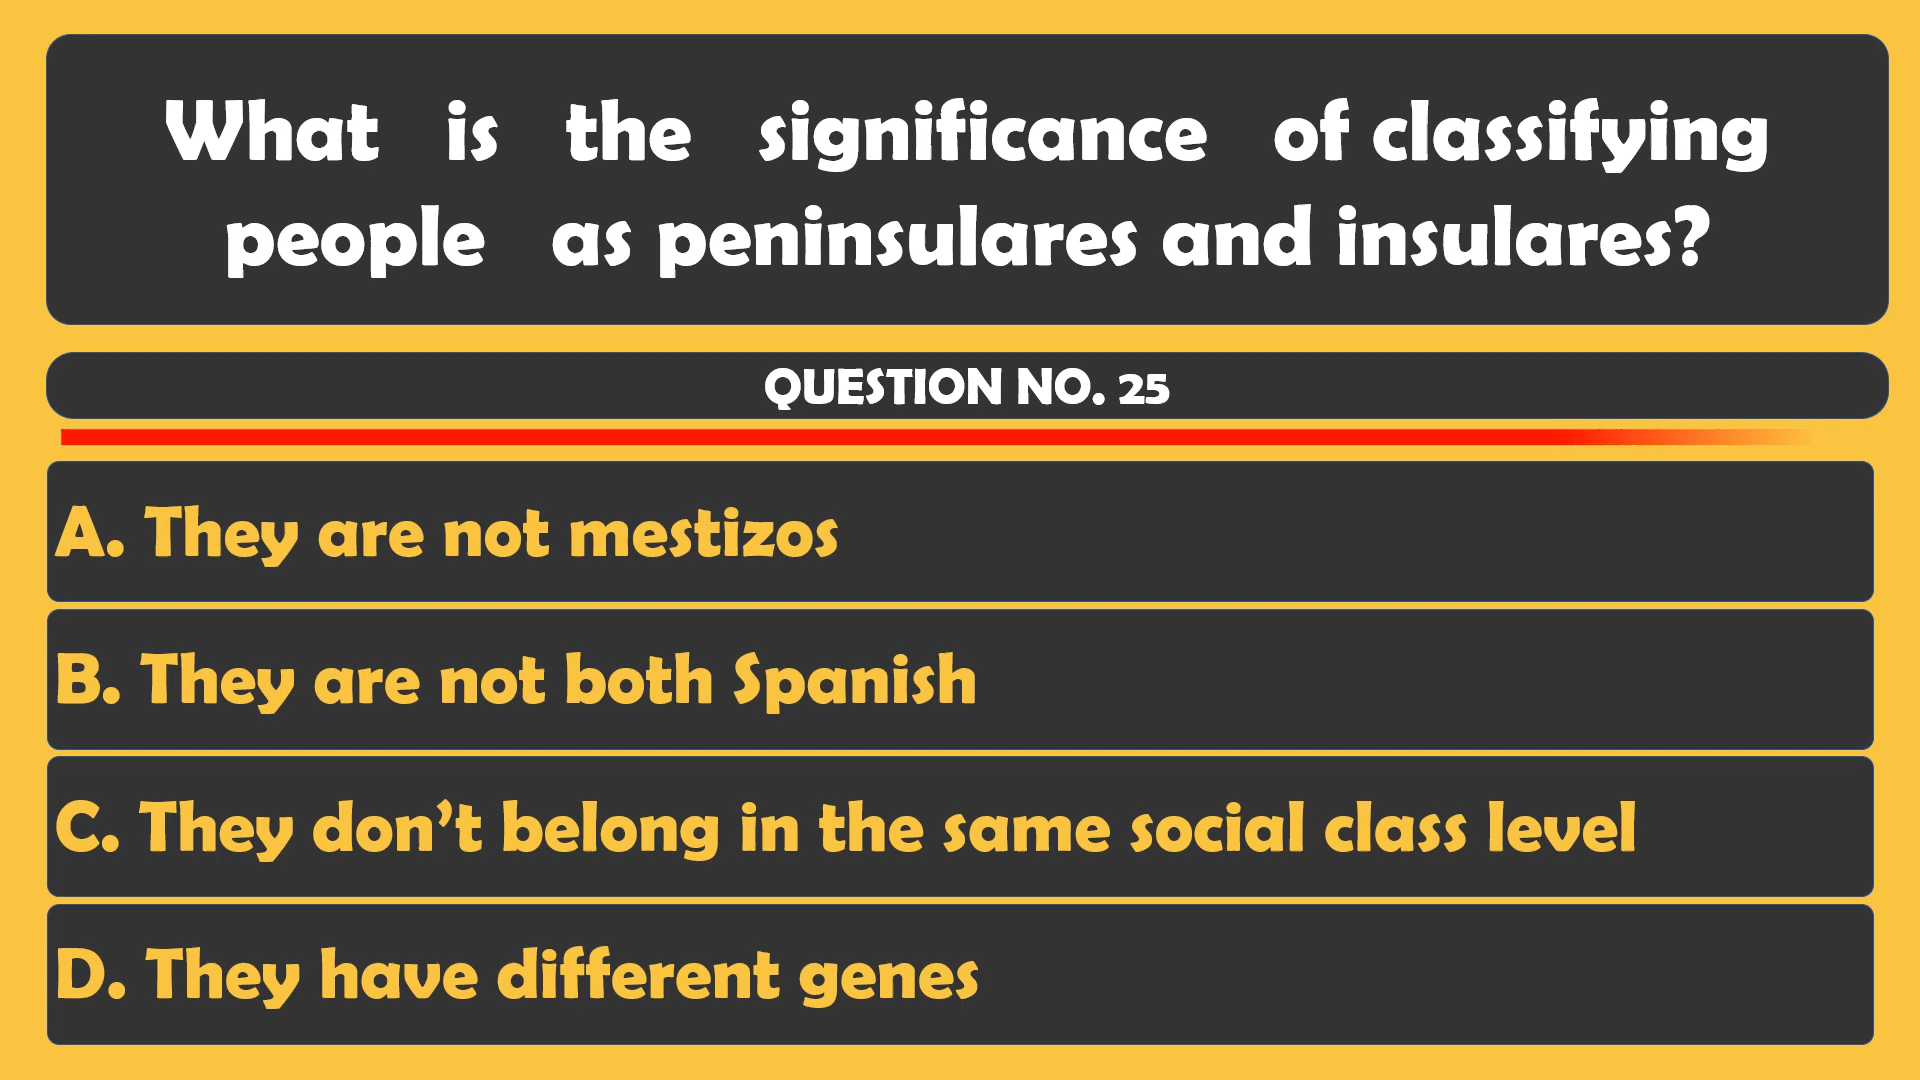 What is the significance of classifying
people as peninsulares and insulares?
QUESTION NO. 25
A. They are not mestizos
B. They are not both Spanish
C. They don’t belong in the same social class level
D. They have different genes